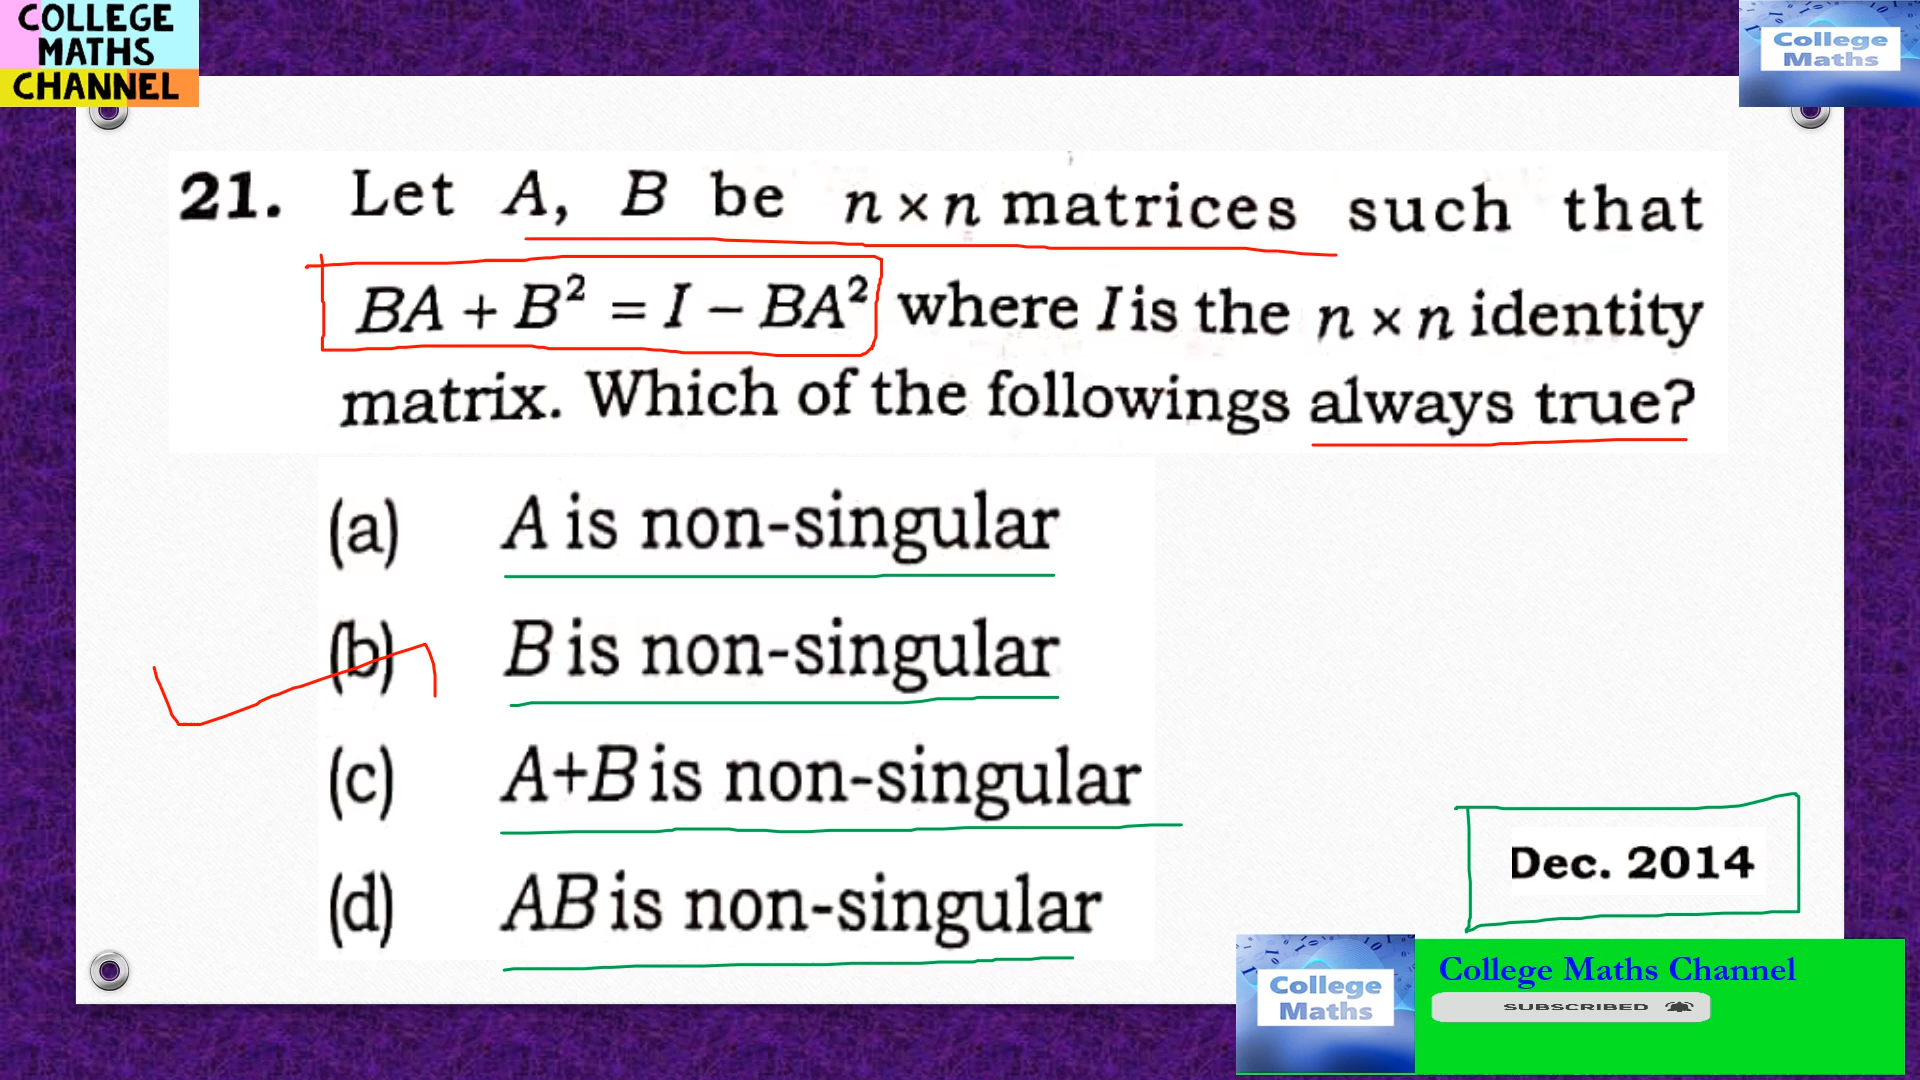 COLLEGE
MATHS
CHANNEL
College
Maths
21. Let A, B be n × n matrices such that
BA + B² = I – BA² where I is the n × n identity
matrix. Which of the followings always true?
(a) A is non-singular
(b) B is non-singular
(c) A+B is non-singular
(d) AB is non-singular
Dec. 2014
College
Maths
College Maths Channel
SUBSCRIBED